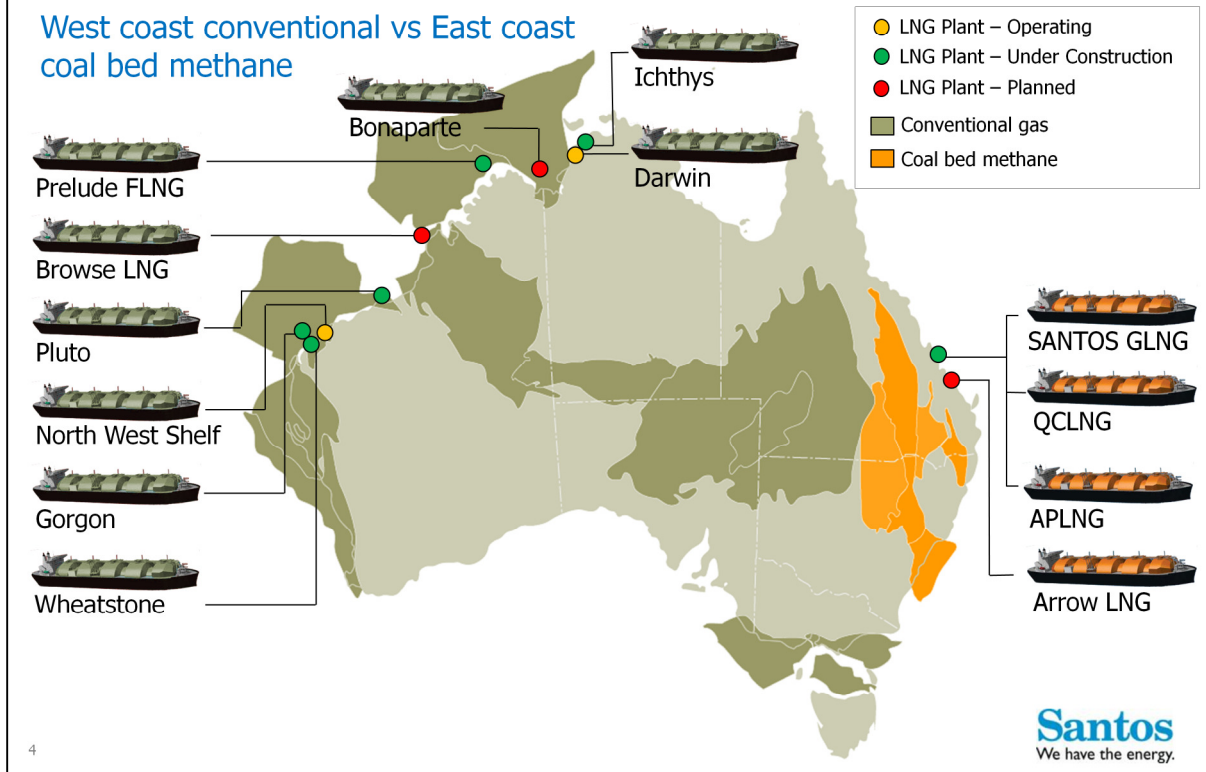 West coast conventional vs East coast
coal bed methane
LNG Plant – Operating
LNG Plant – Under Construction
LNG Plant – Planned
Conventional gas
Coal bed methane
Ichthys
Bonaparte
Darwin
Prelude FLNG
Browse LNG
Pluto
North West Shelf
Gorgon
Wheatstone
SANTOS GLNG
QCLNG
APLNG
Arrow LNG
4
Santos
We have the energy.